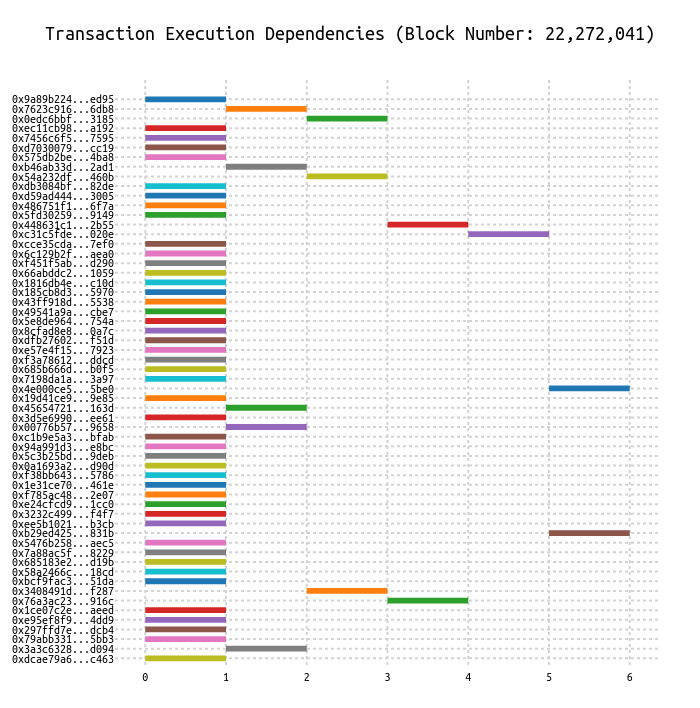 Transaction Execution Dependencies (Block Number: 22,272,041)
0x9a89b224...ed95
0x7623c916...6db8
0x0edc6bbf...3185
0xec11cb98...a192
0x7456c6f5...7595
0xd7030079...cc19
0x575db2be...4ba8
0xb46ab33d...2ad1
0x54a232df...460b
0xdb3084bf...82de
0xd59ad444...3005
0x486751f1...6f7a
0x5fd30259...9149
0x448631c1...2b55
0xc31c5fde...020e
0xcce35cda...7ef0
0x6c129b2f...aea0
0xf451f5ab...d290
0x66abddc2...1059
0x1816db4e...c10d
0x185cb8d3...5970
0x43ff918d...5538
0x49541a9a...cbe7
0x5e8de964...754a
0x8cfad8e8...0a7c
0xdfb27602...f51d
0xe57e4f15...7923
0xf3a78612...ddcd
0x685b666d...b0f5
0x7198da1a...3a97
0x4e000ce5...5be0
0x19d41ce9...9e85
0x45654721...163d
0x3d5e6990...ee61
0x00776b57...9658
0xc1b9e5a3...bfab
0x94a991d3...e8bc
0x5c3b25bd...9deb
0x0a1693a2...d90d
0xf38bb643...5786
0x1e31ce70...461e
0xf785ac48...2e07
0xe24cfcd9...1cc0
0x3232c499...f4f7
0xee5b1021...b3cb
0xb29ed425...831b
0x5476b258...aec5
0x7a88ac5f...8229
0x685183e2...d19b
0x58a2466c...18cd
0xbcf9fac3...51da
0x3408491d...f287
0x76a3ac23...916c
0x1ce07c2e...aeed
0xe95ef8f9...4dd9
0x297ffd7e...dcb4
0x79abb331...5bb3
0x3a3c6328...d094
0xdcae79a6...c463
0 1 2 3 4 5 6